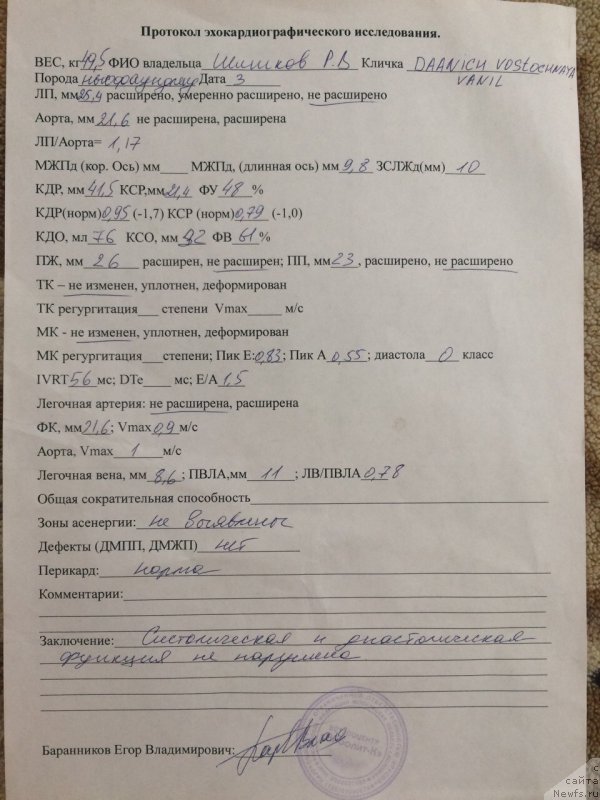 Протокол эхокардиографического исследования.
ВЕС, кг 49,5 ФИО владельца Шишков Р.В Кличка DAANICH VOSTOCHNAYA
Порода ньюфаундленд Дата 3 VANIL
ЛП, мм 25,4 расширено, умеренно расширено, не расширено
Аорта, мм 21,6 не расширена, расширена
ЛП/Аорта= 1,17
МЖПд (кор. Ось) мм____ МЖПд, (длинная ось) мм 9,8 ЗСЛЖд(мм) 10
КДР, мм 41,5 КСР,мм 21,4 ФУ 48 %
КДР(норм) 0,95 (-1,7) КСР (норм) 0,79 (-1,0)
КДО, мл 76 КСО, мм ФВ 61 %
ПЖ, мм 26 расширен, не расширен; ПП, мм 23, расширено, не расширено
ТК – не изменен, уплотнен, деформирован
ТК регургитация___ степени Vmax_____ м/с
МК - не изменен, уплотнен, деформирован
МК регургитация___степени; Пик Е: 0,83; Пик А 0,55; диастола 0 класс
IVRT 56 мс; DTe____ мс; Е/А 1,5
Легочная артерия: не расширена, расширена
ФК, мм 21,6; Vmax 0,9 м/с
Аорта, Vmax 1 м/с
Легочная вена, мм 8,6; ПВЛА,мм 11; ЛВ/ПВЛА 0,78
Общая сократительная способность
Зоны асенергии: не выявлены
Дефекты (ДМПП, ДМЖП) нет
Перикард: норма
Комментарии:
Заключение: Систолическая и диастолическая
функция не нарушена
Баранников Егор Владимирович:
с
сайта
Newfs.ru